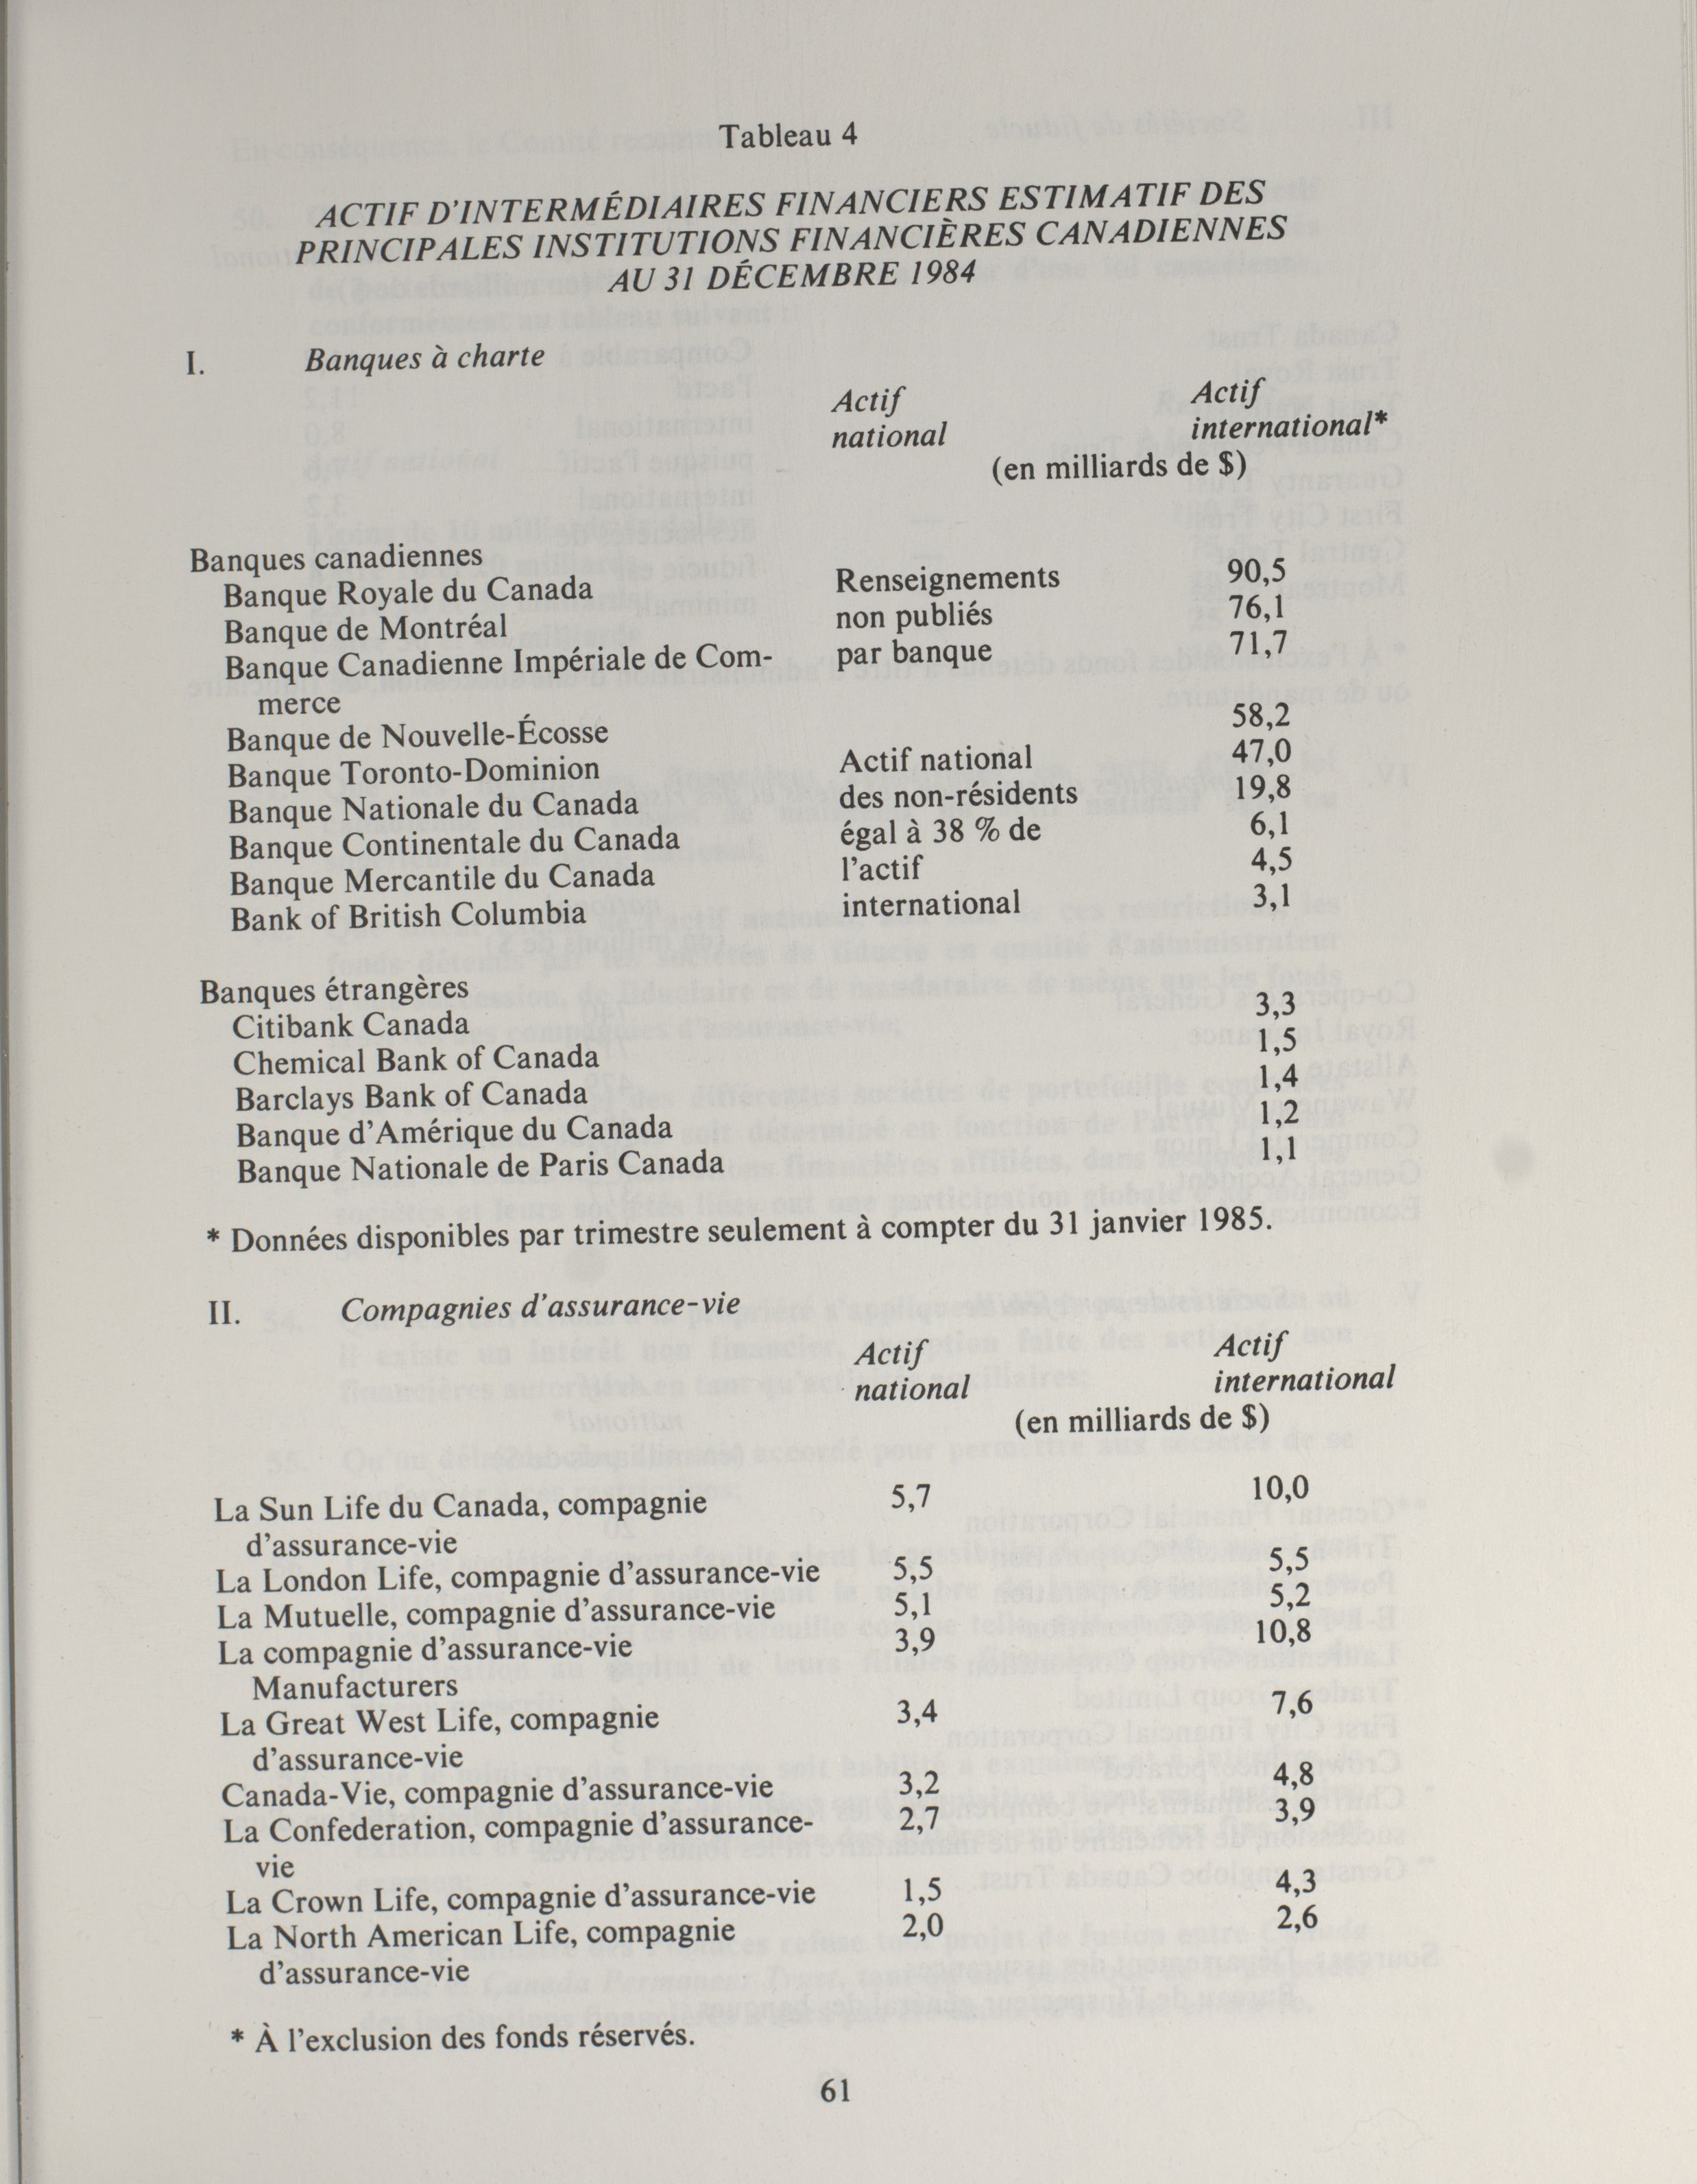 Tableau 4
ACTIF D'INTERMÉDIAIRES FINANCIERS ESTIMATIF DES
PRINCIPALES INSTITUTIONS FINANCIÈRES CANADIENNES
AU 31 DÉCEMBRE 1984
I. Banques à charte
Actif Actif
national international*
(en milliards de $)
Banques canadiennes
Banque Royale du Canada Renseignements 90,5
Banque de Montréal non publiés 76,1
Banque Canadienne Impériale de Com- par banque 71,7
merce
Banque de Nouvelle-Écosse 58,2
Banque Toronto-Dominion Actif national 47,0
Banque Nationale du Canada des non-résidents 19,8
Banque Continentale du Canada égal à 38 % de 6,1
Banque Mercantile du Canada l'actif 4,5
Bank of British Columbia international 3,1
Banques étrangères
Citibank Canada 3,3
Chemical Bank of Canada 1,5
Barclays Bank of Canada 1,4
Banque d'Amérique du Canada 1,2
Banque Nationale de Paris Canada 1,1
* Données disponibles par trimestre seulement à compter du 31 janvier 1985.
II. Compagnies d'assurance-vie
Actif Actif
national international
(en milliards de $)
La Sun Life du Canada, compagnie 5,7 10,0
d'assurance-vie
La London Life, compagnie d'assurance-vie 5,5 5,5
La Mutuelle, compagnie d'assurance-vie 5,1 5,2
La compagnie d'assurance-vie 3,9 10,8
Manufacturers
La Great West Life, compagnie 3,4 7,6
d'assurance-vie
Canada-Vie, compagnie d'assurance-vie 3,2 4,8
La Confederation, compagnie d'assurance- 2,7 3,9
vie
La Crown Life, compagnie d'assurance-vie 1,5 4,3
La North American Life, compagnie 2,0 2,6
d'assurance-vie
* À l'exclusion des fonds réservés.
61